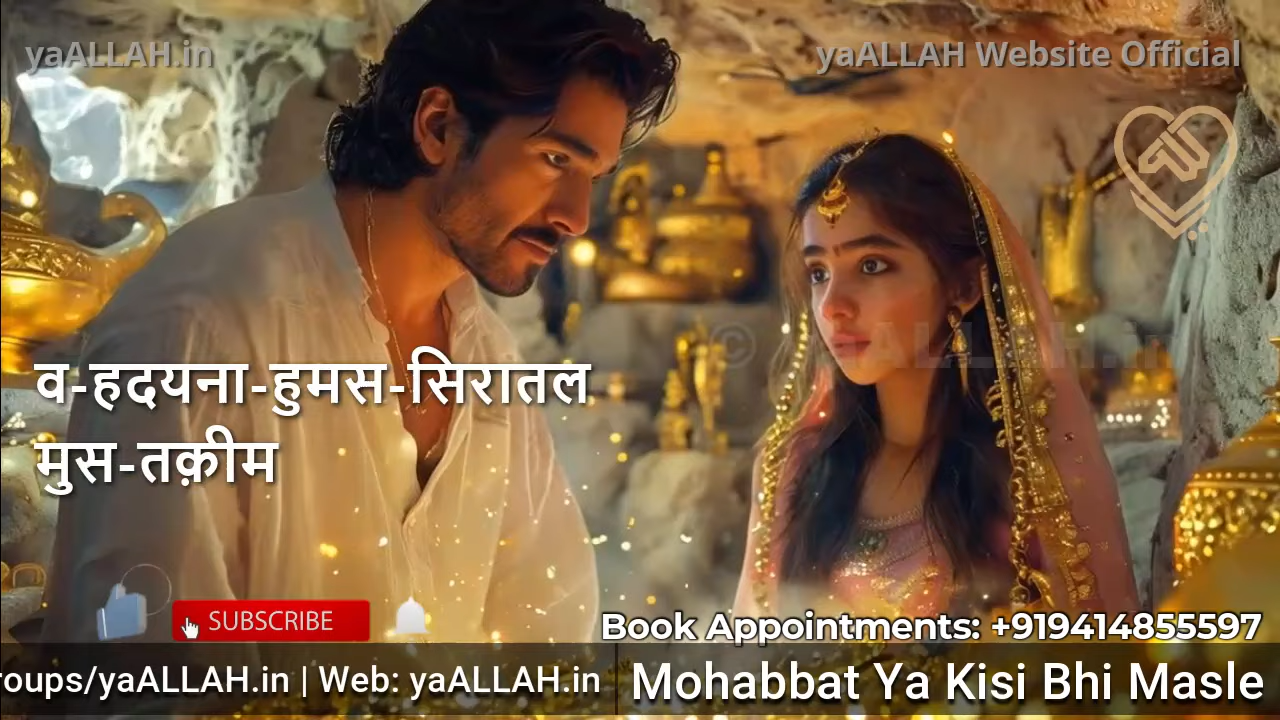 yaALLAH.in
yaALLAH Website Official
व-हदयना-हुमस-सिरातल
मुस-तक़ीम
SUBSCRIBE
Book Appointments: +919414855597
roups/yaALLAH.in | Web: yaALLAH.in
Mohabbat Ya Kisi Bhi Masle